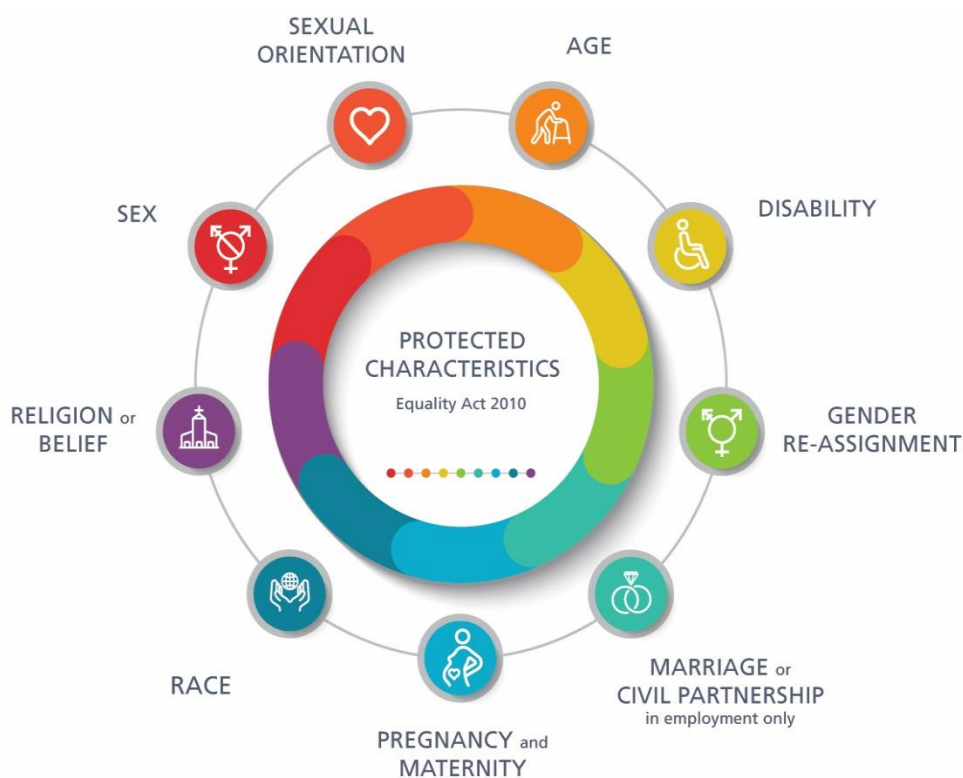 SEXUAL
ORIENTATION
AGE
DISABILITY
GENDER
RE-ASSIGNMENT
MARRIAGE or
CIVIL PARTNERSHIP
in employment only
PREGNANCY and
MATERNITY
RACE
RELIGION or
BELIEF
SEX
PROTECTED
CHARACTERISTICS
Equality Act 2010